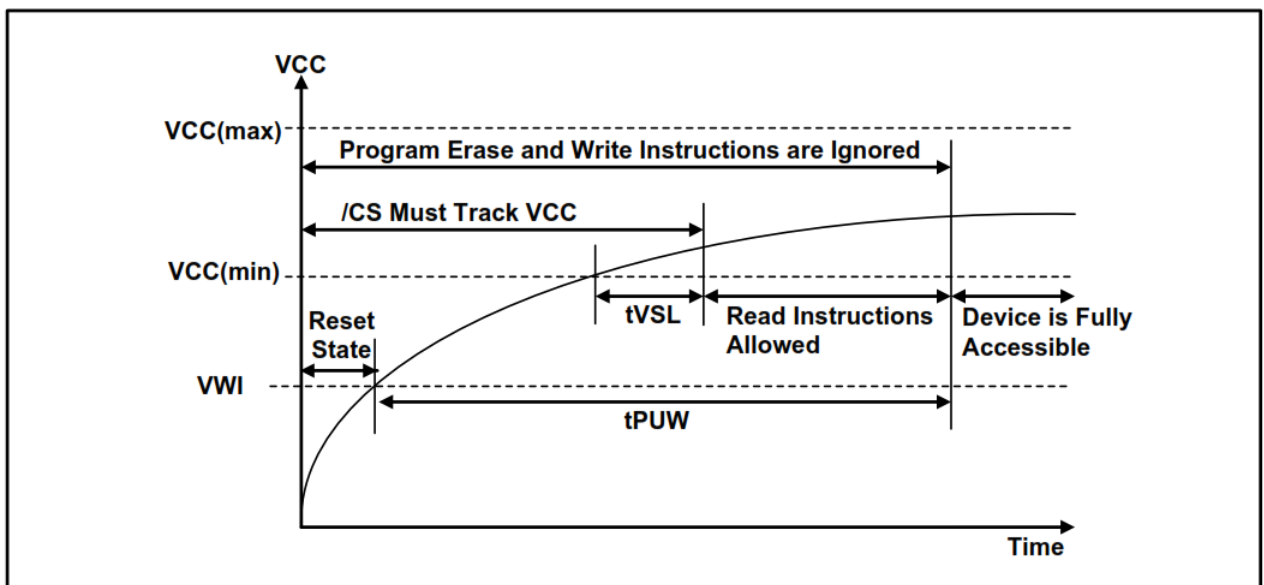 VCC
VCC(max)
Program Erase and Write Instructions are Ignored
/CS Must Track VCC
VCC(min)
tVSL
Read Instructions
Allowed
Device is Fully
Accessible
Reset
State
VWI
tPUW
Time